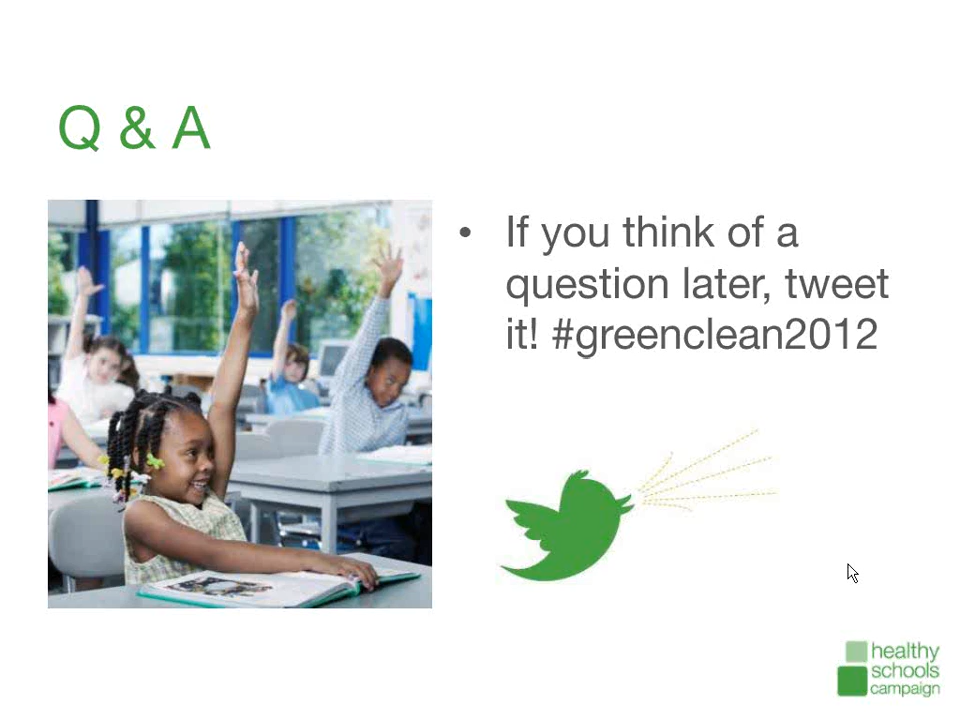 Q & A
• If you think of a
question later, tweet
it! #greenclean2012
healthy
schools
campaign